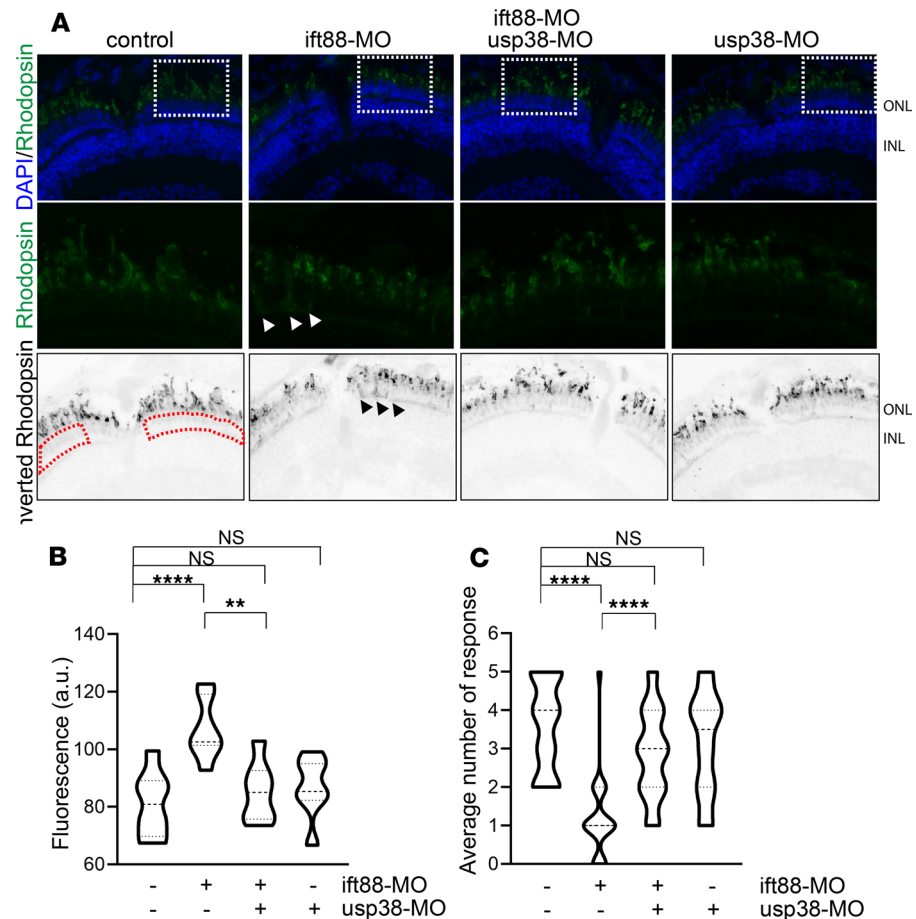 A
control
ift88-MO
ift88-MO
usp38-MO
usp38-MO
DAPI/Rhodopsin
ONL
INL
Rhodopsin
nverted Rhodopsin
ONL
INL
B
NS
NS
****
**
Fluorescence (a.u.)
140
120
100
80
60
- + + - ift88-MO
- - + + usp38-MO
C
NS
NS
****
****
Average number of response
6
5
4
3
2
1
0
- + + - ift88-MO
- - + + usp38-MO